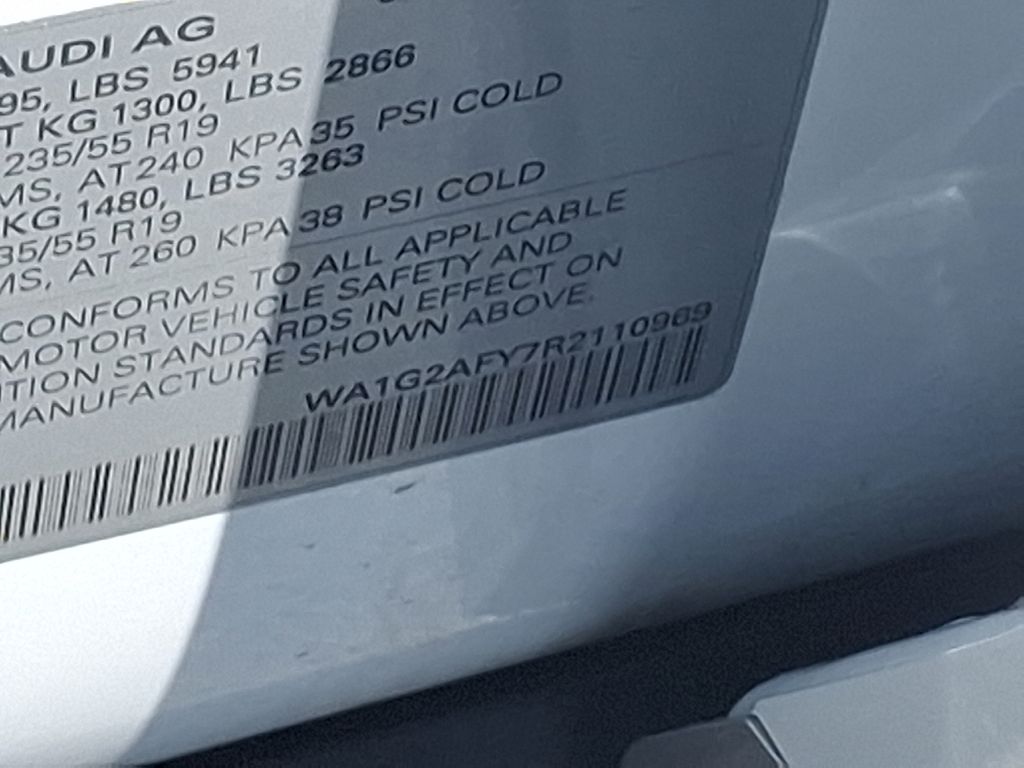 AUDI AG
95, LBS 5941
T KG 1300, LBS 2866
235/55 R19
MS, AT 240 KPA 35 PSI COLD
KG 1480, LBS 3263
35/55 R19
MS, AT 260 KPA 38 PSI COLD
CONFORMS TO ALL APPLICABLE
MOTOR VEHICLE SAFETY AND
TION STANDARDS IN EFFECT ON
MANUFACTURE SHOWN ABOVE.
WA1G2AFY7R2110969